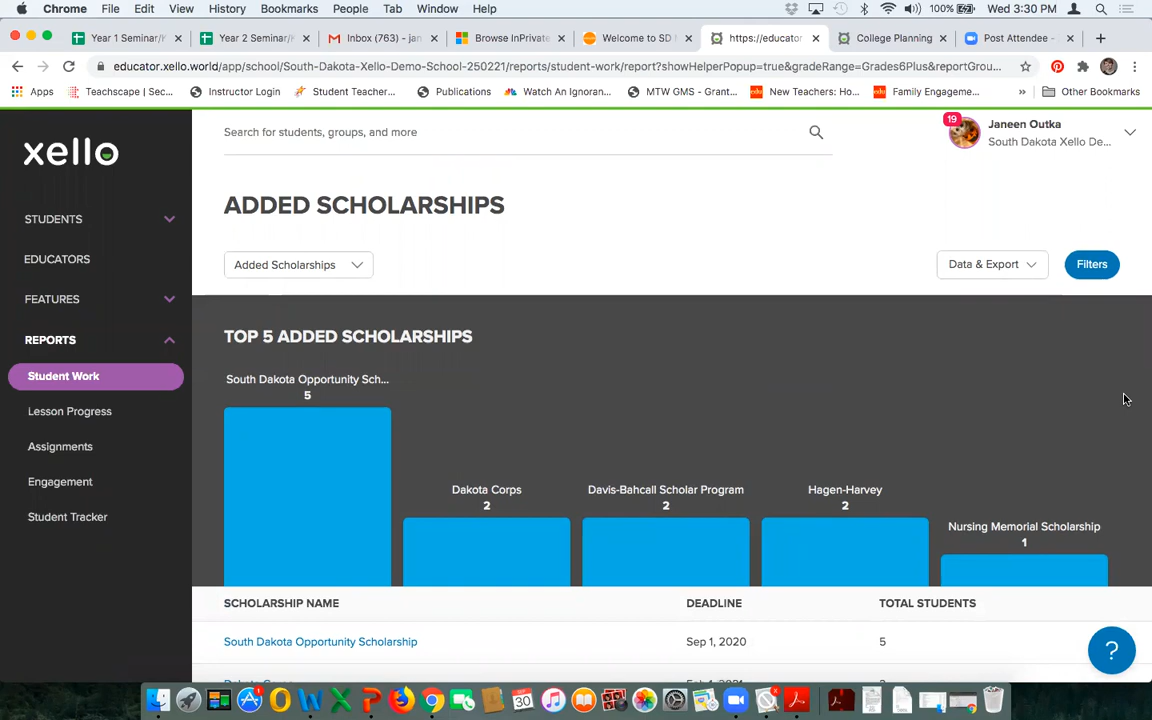 Chrome File Edit View History Bookmarks People Tab Window Help 100% Wed 3:30 PM
Year 1 Seminar/ Year 2 Seminar/ Inbox (763) - jan Browse InPrivate Welcome to SD M https://educator College Planning Post Attendee -
educator.xello.world/app/school/South-Dakota-Xello-Demo-School-250221/reports/student-work/report?showHelperPopup=true&gradeRange=Grades6Plus&reportGrou...
Apps Teachscape | Sec... Instructor Login Student Teacher... Publications Watch An Ignoran... MTW GMS - Grant... New Teachers: Ho... Family Engageme... » Other Bookmarks
xello
Search for students, groups, and more
19
Janeen Outka
South Dakota Xello De...
STUDENTS
EDUCATORS
FEATURES
REPORTS
Student Work
Lesson Progress
Assignments
Engagement
Student Tracker
ADDED SCHOLARSHIPS
Added Scholarships
Data & Export
Filters
TOP 5 ADDED SCHOLARSHIPS
South Dakota Opportunity Sch...
5
Dakota Corps
2
Davis-Bahcall Scholar Program
2
Hagen-Harvey
2
Nursing Memorial Scholarship
1
SCHOLARSHIP NAME DEADLINE TOTAL STUDENTS
South Dakota Opportunity Scholarship Sep 1, 2020 5
?
30